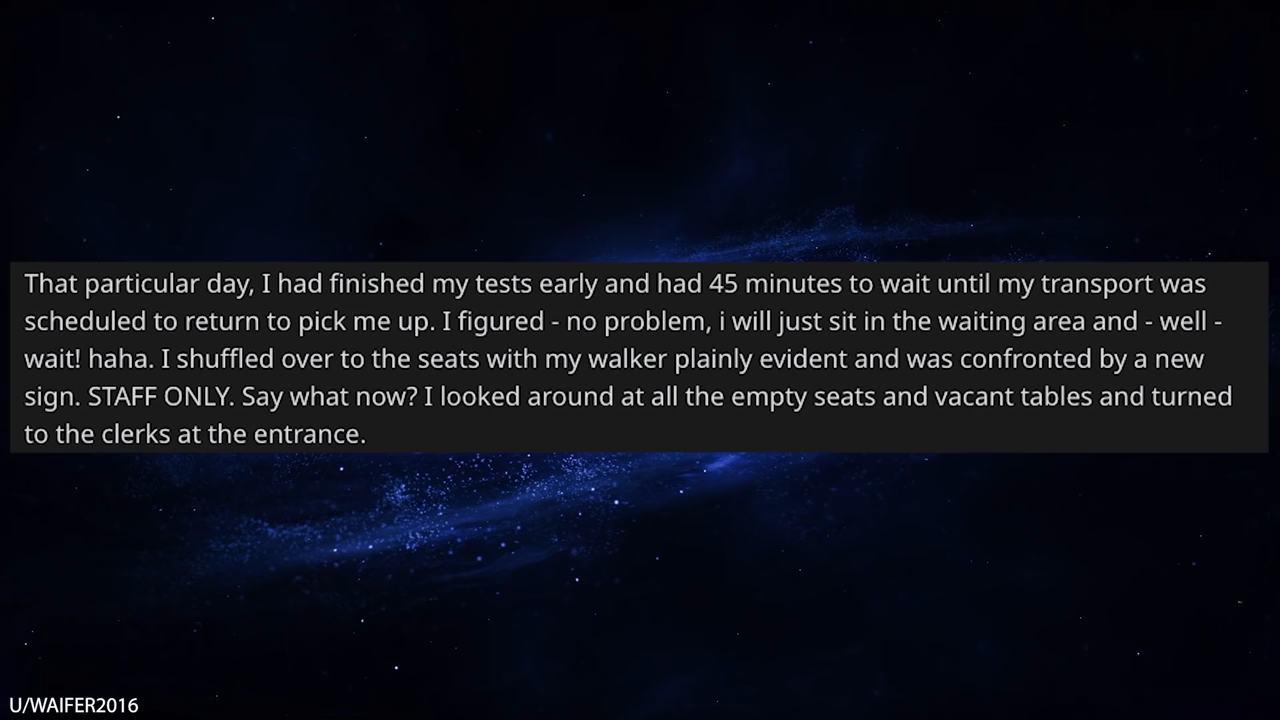 That particular day, I had finished my tests early and had 45 minutes to wait until my transport was
scheduled to return to pick me up. I figured - no problem, i will just sit in the waiting area and - well -
wait! haha. I shuffled over to the seats with my walker plainly evident and was confronted by a new
sign. STAFF ONLY. Say what now? I looked around at all the empty seats and vacant tables and turned
to the clerks at the entrance.
U/WAIFER2016